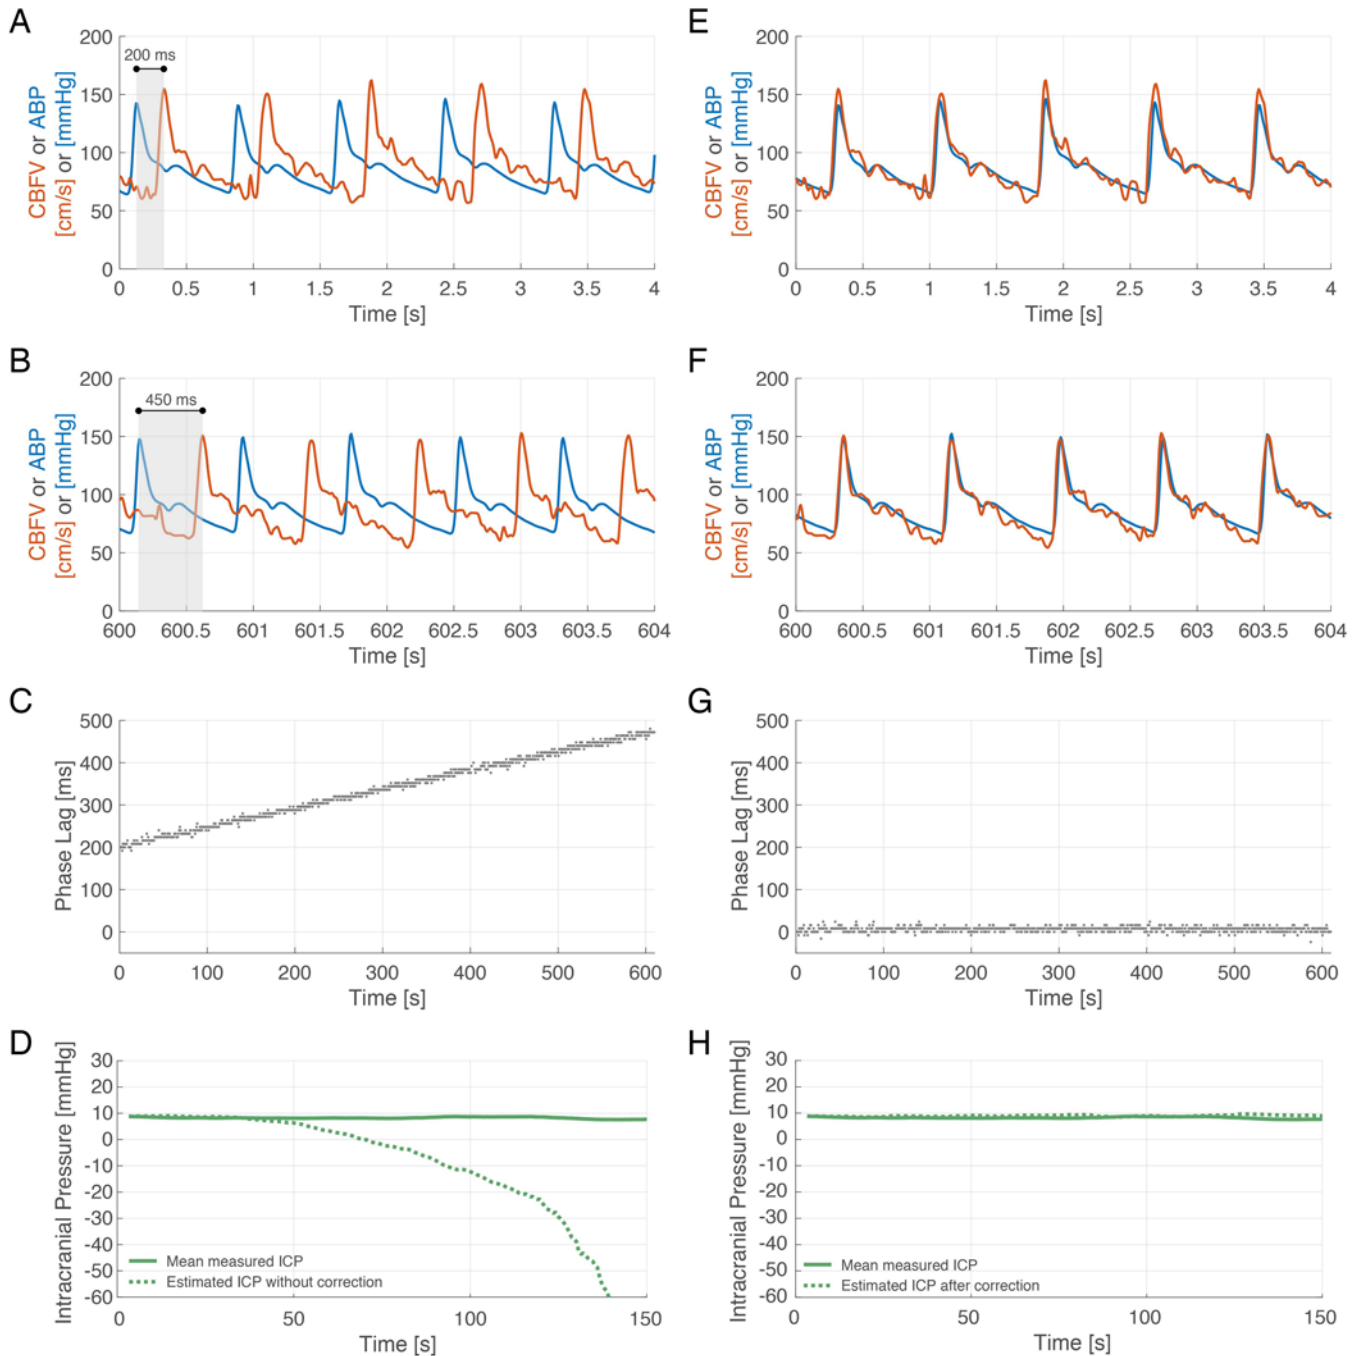 A
200
150
100
50
0
CBFV or ABP
[cm/s] or [mmHg]
200 ms
0 0.5 1 1.5 2 2.5 3 3.5 4
Time [s]
E
200
150
100
50
0
CBFV or ABP
[cm/s] or [mmHg]
0 0.5 1 1.5 2 2.5 3 3.5 4
Time [s]
B
200
150
100
50
0
CBFV or ABP
[cm/s] or [mmHg]
450 ms
600 600.5 601 601.5 602 602.5 603 603.5 604
Time [s]
F
200
150
100
50
0
CBFV or ABP
[cm/s] or [mmHg]
600 600.5 601 601.5 602 602.5 603 603.5 604
Time [s]
C
500
400
300
200
100
0
Phase Lag [ms]
0 100 200 300 400 500 600
Time [s]
G
500
400
300
200
100
0
Phase Lag [ms]
0 100 200 300 400 500 600
Time [s]
D
30
20
10
0
-10
-20
-30
-40
-50
-60
Intracranial Pressure [mmHg]
Mean measured ICP
Estimated ICP without correction
0 50 100 150
Time [s]
H
30
20
10
0
-10
-20
-30
-40
-50
-60
Intracranial Pressure [mmHg]
Mean measured ICP
Estimated ICP after correction
0 50 100 150
Time [s]